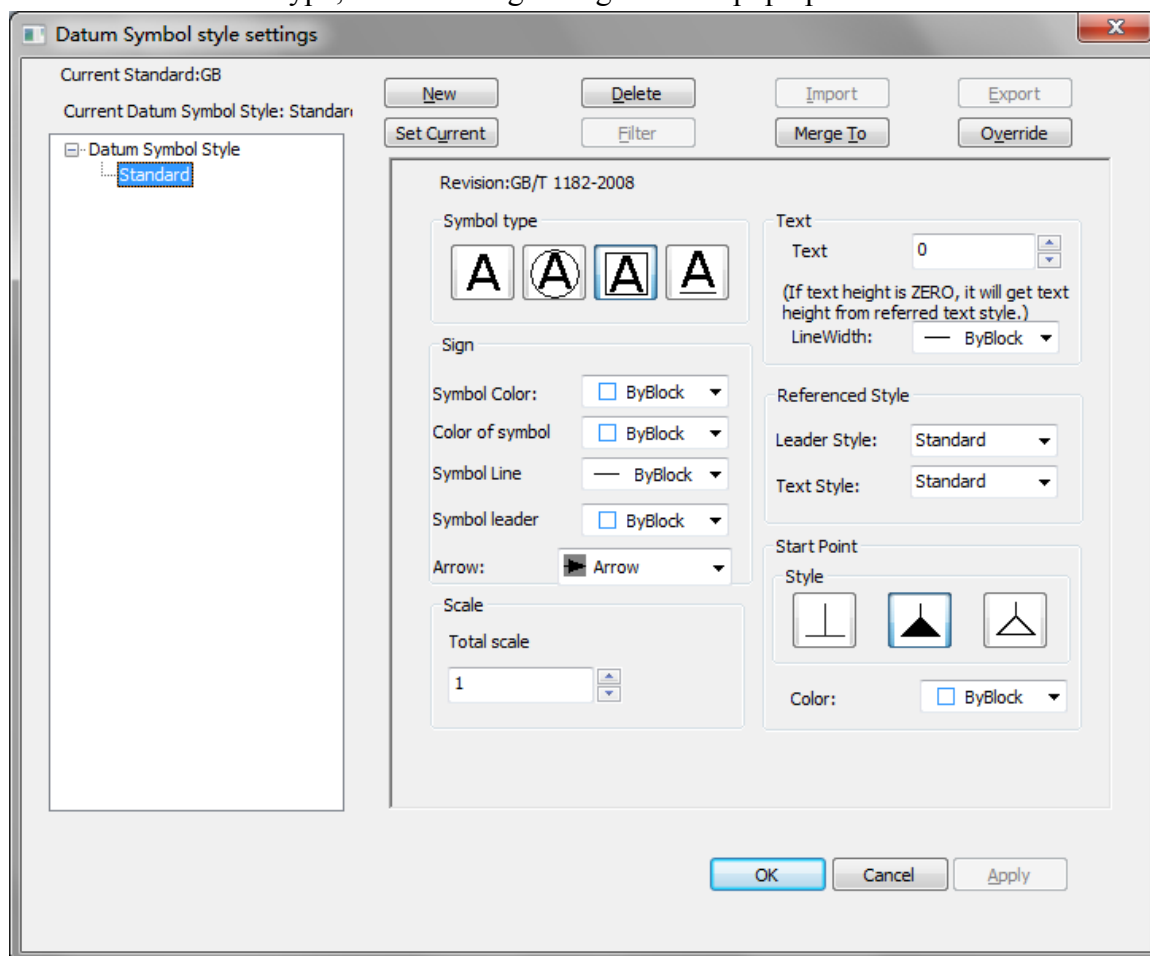 Datum Symbol style settings
Current Standard:GB
Current Datum Symbol Style: Standar
New Delete Import Export
Set Current Filter Merge To Override
Datum Symbol Style
Standard
Revision:GB/T 1182-2008
Symbol type
A A A A
Sign
Symbol Color: ByBlock
Color of symbol ByBlock
Symbol Line ByBlock
Symbol leader ByBlock
Arrow: Arrow
Scale
Total scale
1
Text
Text 0
(If text height is ZERO, it will get text
height from referred text style.)
LineWidth: ByBlock
Referenced Style
Leader Style: Standard
Text Style: Standard
Start Point
Style
Color: ByBlock
OK Cancel Apply